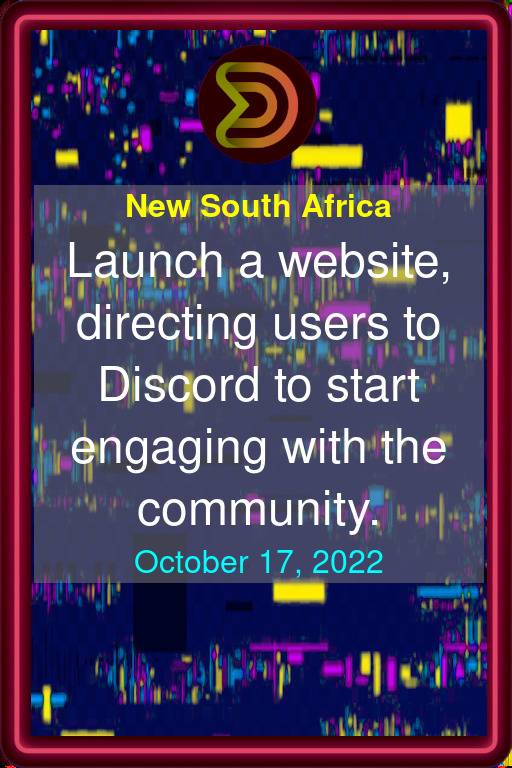 New South Africa
Launch a website,
directing users to
Discord to start
engaging with the
community.
October 17, 2022